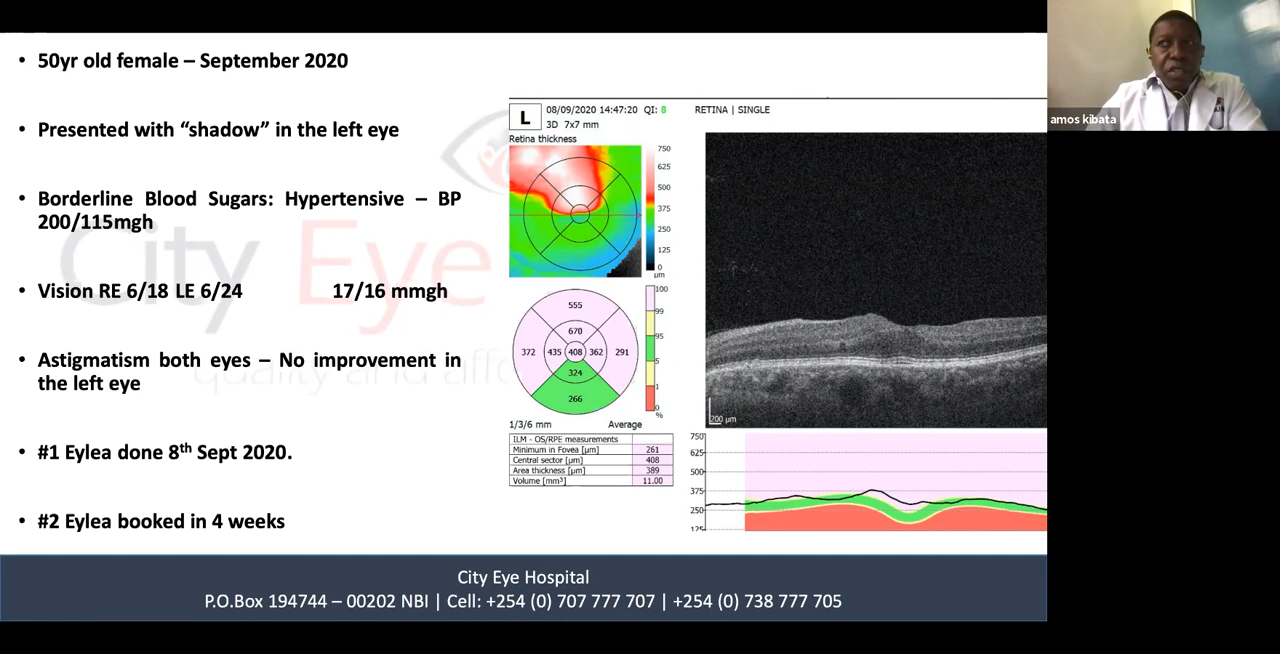 • 50yr old female – September 2020
• Presented with “shadow” in the left eye
• Borderline Blood Sugars: Hypertensive – BP
200/115mgh
• Vision RE 6/18 LE 6/24 17/16 mmgh
• Astigmatism both eyes – No improvement in
the left eye
• #1 Eylea done 8th Sept 2020.
• #2 Eylea booked in 4 weeks
City Eye
quality and aff
L
08/09/2020 14:47:20 QI: 8 RETINA | SINGLE
3D 7x7 mm
Retina thickness
750
625
500
375
250
125
0
µm
555
670
372 435 408 362 291
324
266
100
99
95
5
1
0
%
1/3/6 mm Average
ILM - OS/RPE measurements
Minimum in Fovea [µm] 261
Central sector [µm] 408
Area thickness [µm] 389
Volume [mm³] 11.00
200 µm
750
625
500
375
250
125
City Eye Hospital
P.O.Box 194744 – 00202 NBI | Cell: +254 (0) 707 777 707 | +254 (0) 738 777 705
amos kibata